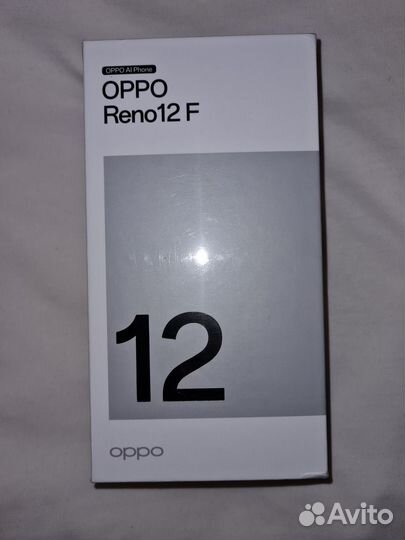 OPPO AI Phone
OPPO
Reno12 F
12
oppo
Avito